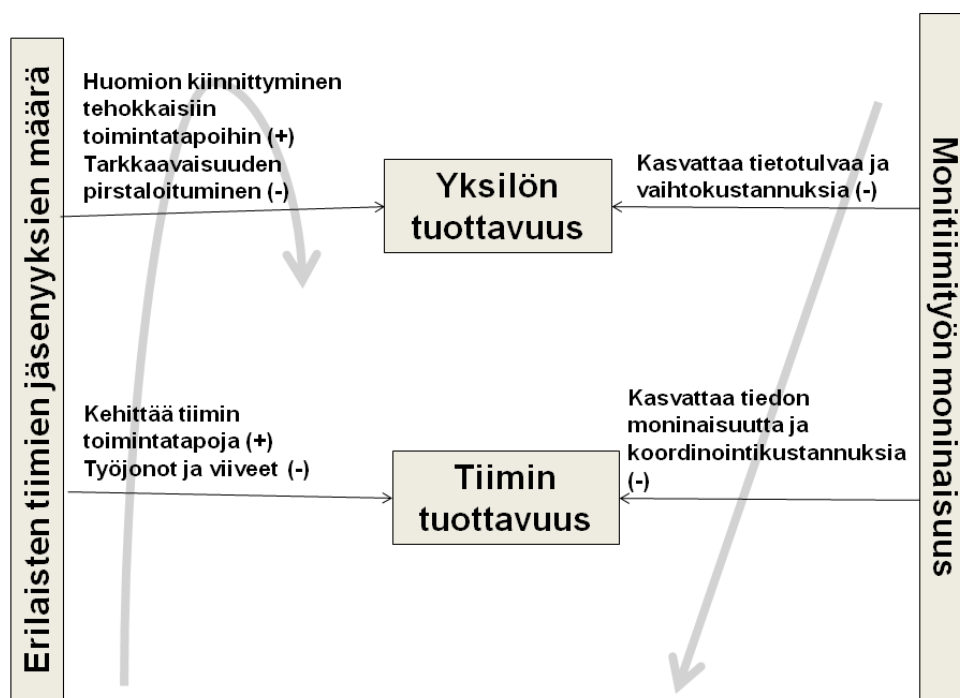 Erilaisten tiimien jäsenyyksien määrä
Huomion kiinnittyminen
tehokkaisiin
toimintatapoihin (+)
Tarkkaavaisuuden
pirstaloituminen (-)
Yksilön
tuottavuus
Kasvattaa tietotulvaa ja
vaihtokustannuksia (-)
Kehittää tiimin
toimintatapoja (+)
Työjonot ja viiveet (-)
Tiimin
tuottavuus
Kasvattaa tiedon
moninaisuutta ja
koordinointikustannuksia
(-)
Monitiimityön moninaisuus